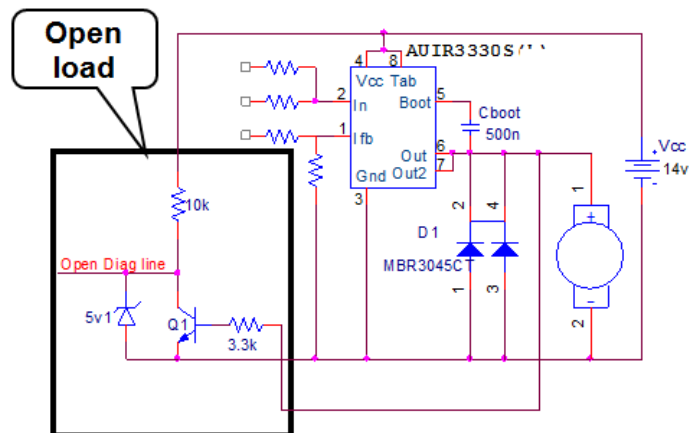 Open
load
AUIR3330S
4
8
Vcc Tab
2
In
Boot
5
Cboot
500n
1
Ifb
Out
6
Out2
7
Gnd
3
Vcc
14v
+
-
10k
Open Diag line
5v1
Q1
3.3k
2
4
D1
MBR3045CT
1
3
1
+
-
2